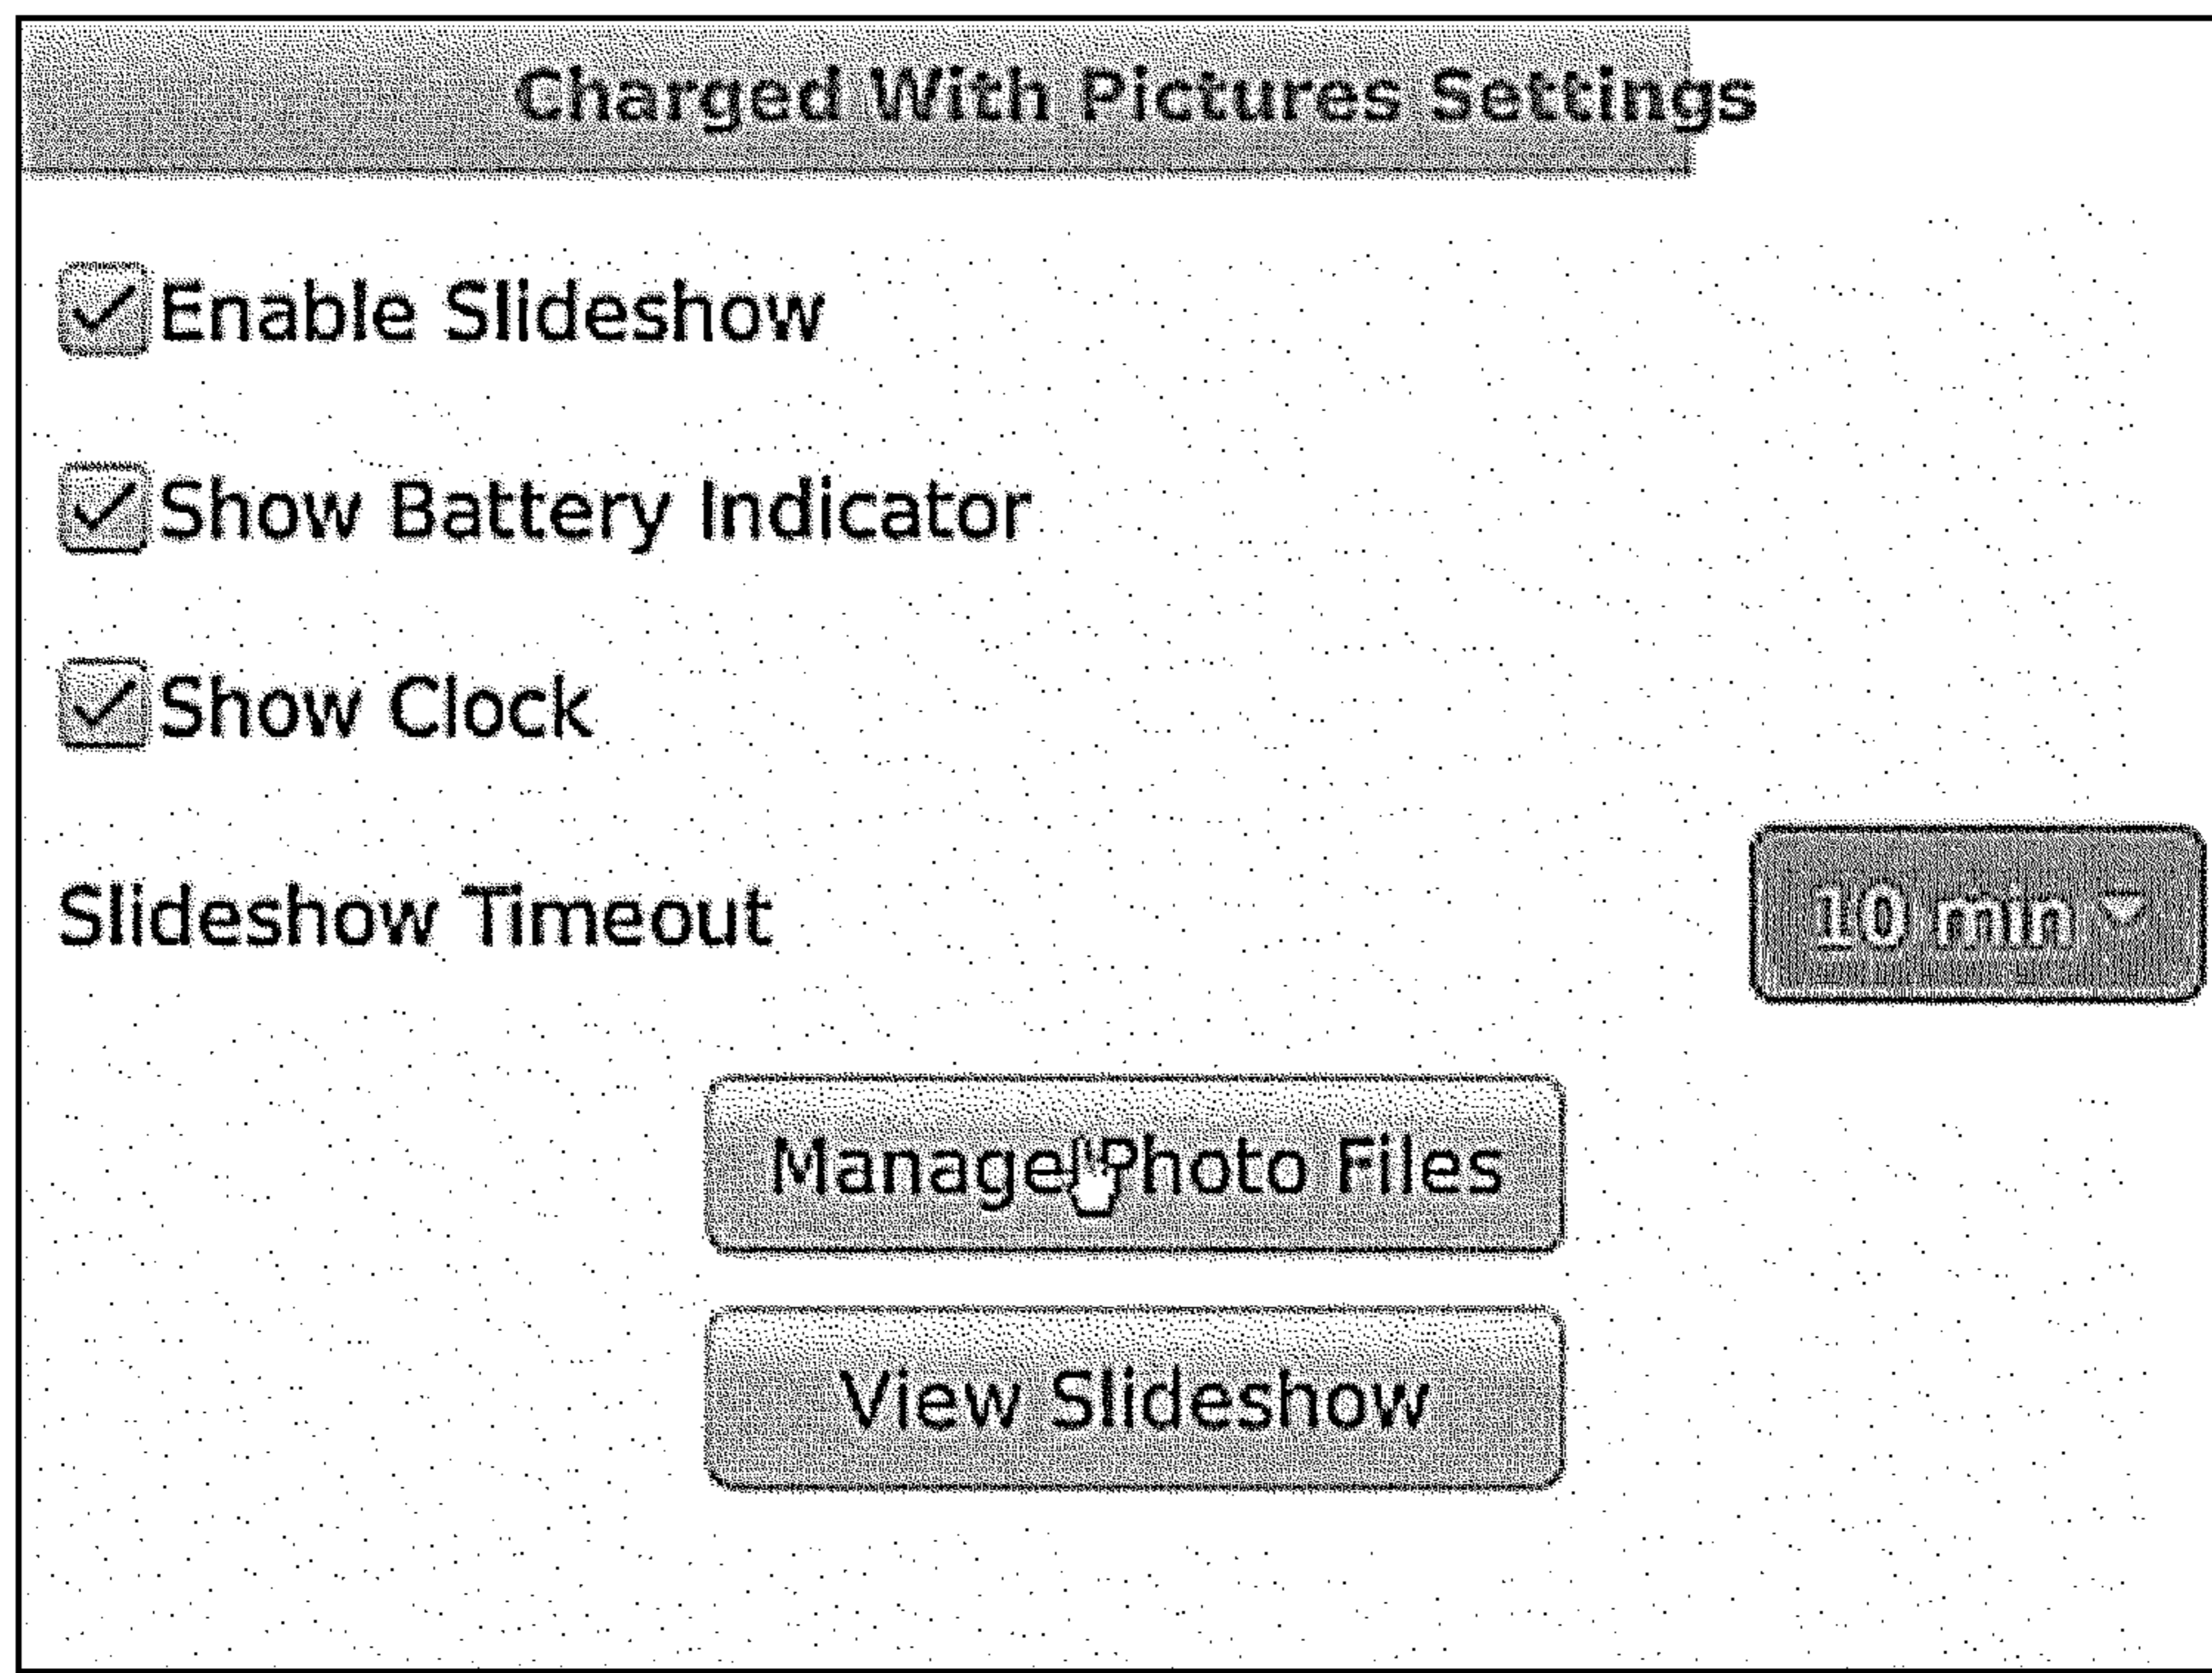 Charged With Pictures Settings
Enable Slideshow
Show Battery Indicator
Show Clock
Slideshow Timeout
10 min
Manage Photo Files
View Slideshow